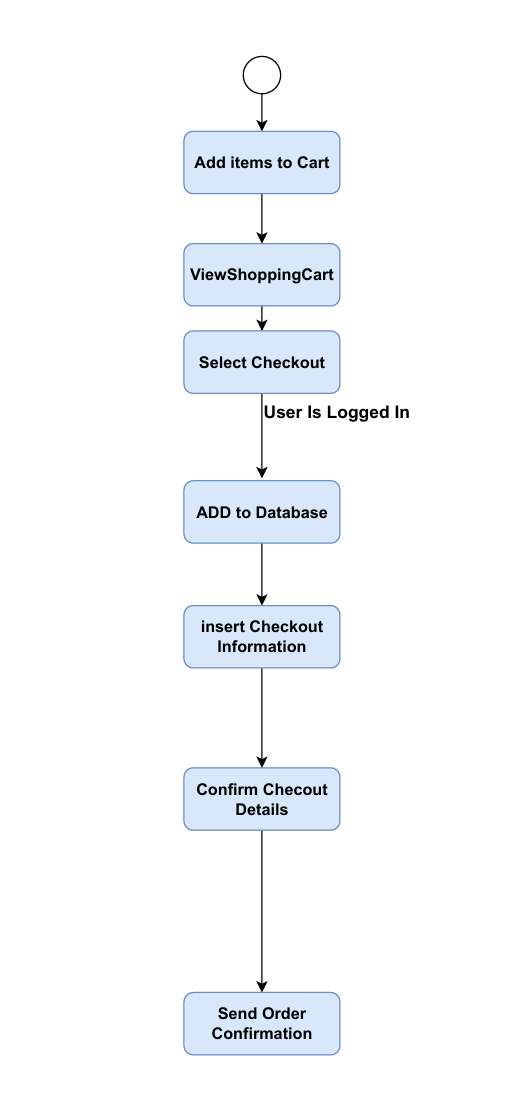 Add items to Cart
ViewShoppingCart
Select Checkout
User Is Logged In
ADD to Database
insert Checkout
Information
Confirm Checout
Details
Send Order
Confirmation